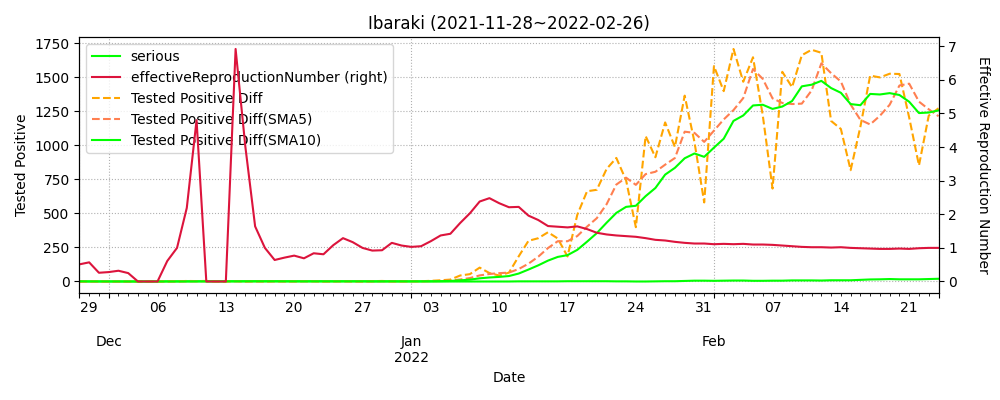 Ibaraki (2021-11-28~2022-02-26)
serious
effectiveReproductionNumber (right)
Tested Positive Diff
Tested Positive Diff(SMA5)
Tested Positive Diff(SMA10)
Tested Positive
1750
1500
1250
1000
750
500
250
0
Effective Reproduction Number
7
6
5
4
3
2
1
0
29 06 13 20 27 03 10 17 24 31 07 14 21
Dec Jan Feb
2022
Date